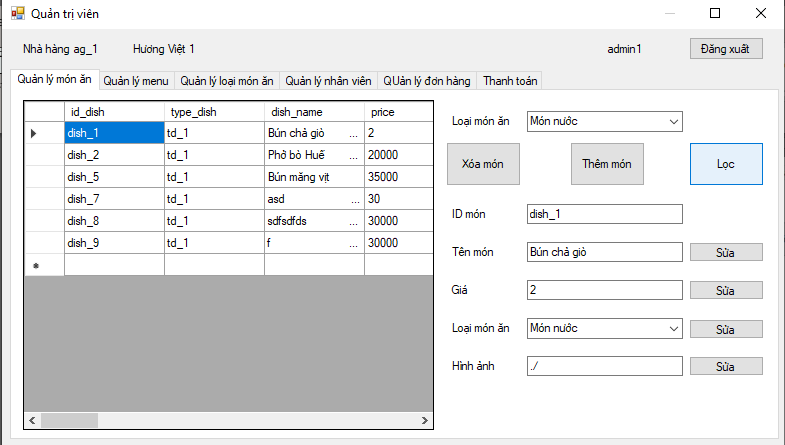 Quản trị viên
Nhà hàng ag_1 Hương Việt 1 admin1 Đăng xuất
Quản lý món ăn Quản lý menu Quản lý loại món ăn Quản lý nhân viên QUản lý đơn hàng Thanh toán
id_dish type_dish dish_name price
dish_1 td_1 Bún chả giò ... 2
dish_2 td_1 Phở bò Huế ... 20000
dish_5 td_1 Bún măng vịt 35000
dish_7 td_1 asd ... 30
dish_8 td_1 sdfsdfds ... 30000
dish_9 td_1 f ... 30000
Loại món ăn Món nước
Xóa món Thêm món Lọc
ID món dish_1
Tên món Bún chả giò Sửa
Giá 2 Sửa
Loại món ăn Món nước Sửa
Hình ảnh ./ Sửa